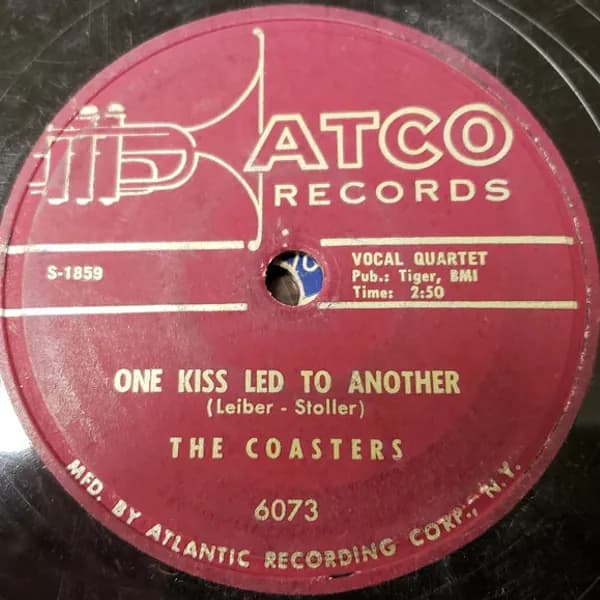 ATCO
RECORDS
S-1859
VOCAL QUARTET
Pub.: Tiger, BMI
Time: 2:50
ONE KISS LED TO ANOTHER
(Leiber - Stoller)
THE COASTERS
6073
MFD. BY ATLANTIC RECORDING CORP., N.Y.